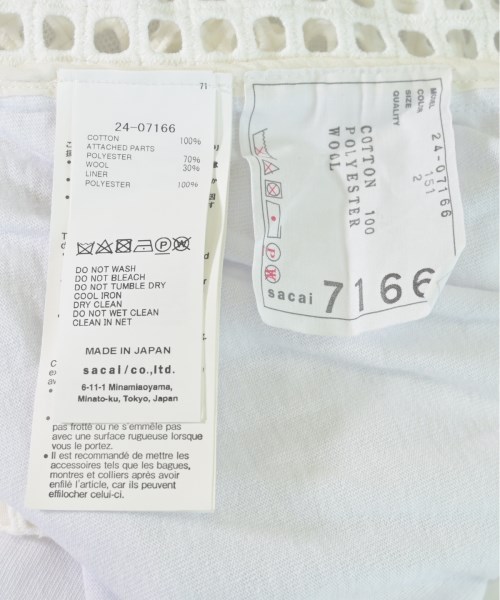 71
24-07166
COTTON 100%
ATTACHED PARTS
POLYESTER 70%
WOOL 30%
LINER
POLYESTER 100%
DO NOT WASH
DO NOT BLEACH
DO NOT TUMBLE DRY
COOL IRON
DRY CLEAN
DO NOT WET CLEAN
CLEAN IN NET
MADE IN JAPAN
sacai/co.,ltd.
6-11-1 Minamiaoyama,
Minato-ku, Tokyo, Japan
pas frotté ou ne s'emmêle pas
avec une surface rugueuse lorsque
vous le portez.
• Il est recommandé de mettre les
accessoires tels que les bagues,
montres et colliers après avoir
enfilé l'article, car ils peuvent
effilocher celui-ci.
24-07166
151
SIZE 2
QUALITY
COTTON 100
POLYESTER
WOOL
sacai 7166